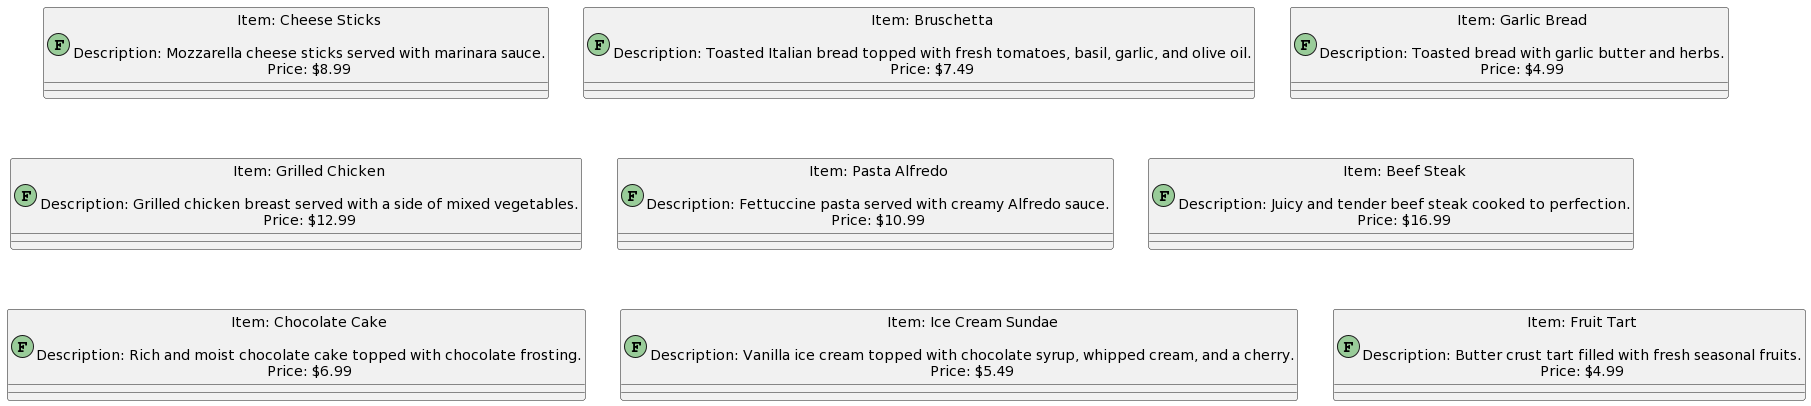 Item: Cheese Sticks
F
Description: Mozzarella cheese sticks served with marinara sauce.
Price: $8.99
Item: Bruschetta
F
Description: Toasted Italian bread topped with fresh tomatoes, basil, garlic, and olive oil.
Price: $7.49
Item: Garlic Bread
F
Description: Toasted bread with garlic butter and herbs.
Price: $4.99
Item: Grilled Chicken
F
Description: Grilled chicken breast served with a side of mixed vegetables.
Price: $12.99
Item: Pasta Alfredo
F
Description: Fettuccine pasta served with creamy Alfredo sauce.
Price: $10.99
Item: Beef Steak
F
Description: Juicy and tender beef steak cooked to perfection.
Price: $16.99
Item: Chocolate Cake
F
Description: Rich and moist chocolate cake topped with chocolate frosting.
Price: $6.99
Item: Ice Cream Sundae
F
Description: Vanilla ice cream topped with chocolate syrup, whipped cream, and a cherry.
Price: $5.49
Item: Fruit Tart
F
Description: Butter crust tart filled with fresh seasonal fruits.
Price: $4.99